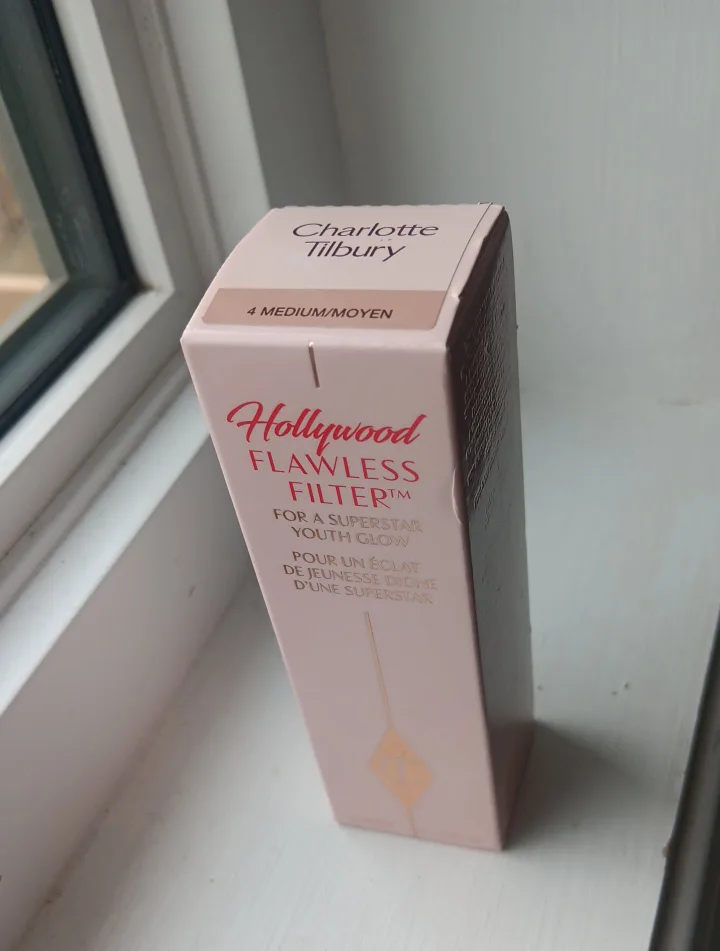 Charlotte
Tilbury
4 MEDIUM/MOYEN
Hollywood
FLAWLESS
FILTER™
FOR A SUPERSTAR
YOUTH GLOW
POUR UN ÉCLAT
DE JEUNESSE DIGNE
D'UNE SUPERSTAR